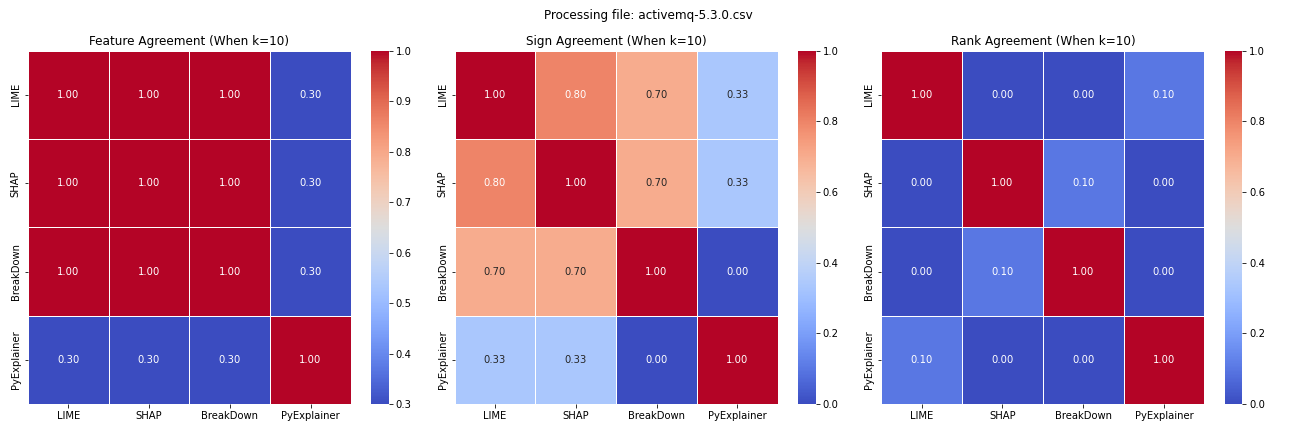 Processing file: activemq-5.3.0.csv
Feature Agreement (When k=10)
LIME
1.00 1.00 1.00 0.30
SHAP
1.00 1.00 1.00 0.30
BreakDown
1.00 1.00 1.00 0.30
PyExplainer
0.30 0.30 0.30 1.00
LIME SHAP BreakDown PyExplainer
1.0
0.9
0.8
0.7
0.6
0.5
0.4
0.3
Sign Agreement (When k=10)
LIME
1.00 0.80 0.70 0.33
SHAP
0.80 1.00 0.70 0.33
BreakDown
0.70 0.70 1.00 0.00
PyExplainer
0.33 0.33 0.00 1.00
LIME SHAP BreakDown PyExplainer
1.0
0.8
0.6
0.4
0.2
0.0
Rank Agreement (When k=10)
LIME
1.00 0.00 0.00 0.10
SHAP
0.00 1.00 0.10 0.00
BreakDown
0.00 0.10 1.00 0.00
PyExplainer
0.10 0.00 0.00 1.00
LIME SHAP BreakDown PyExplainer
1.0
0.8
0.6
0.4
0.2
0.0